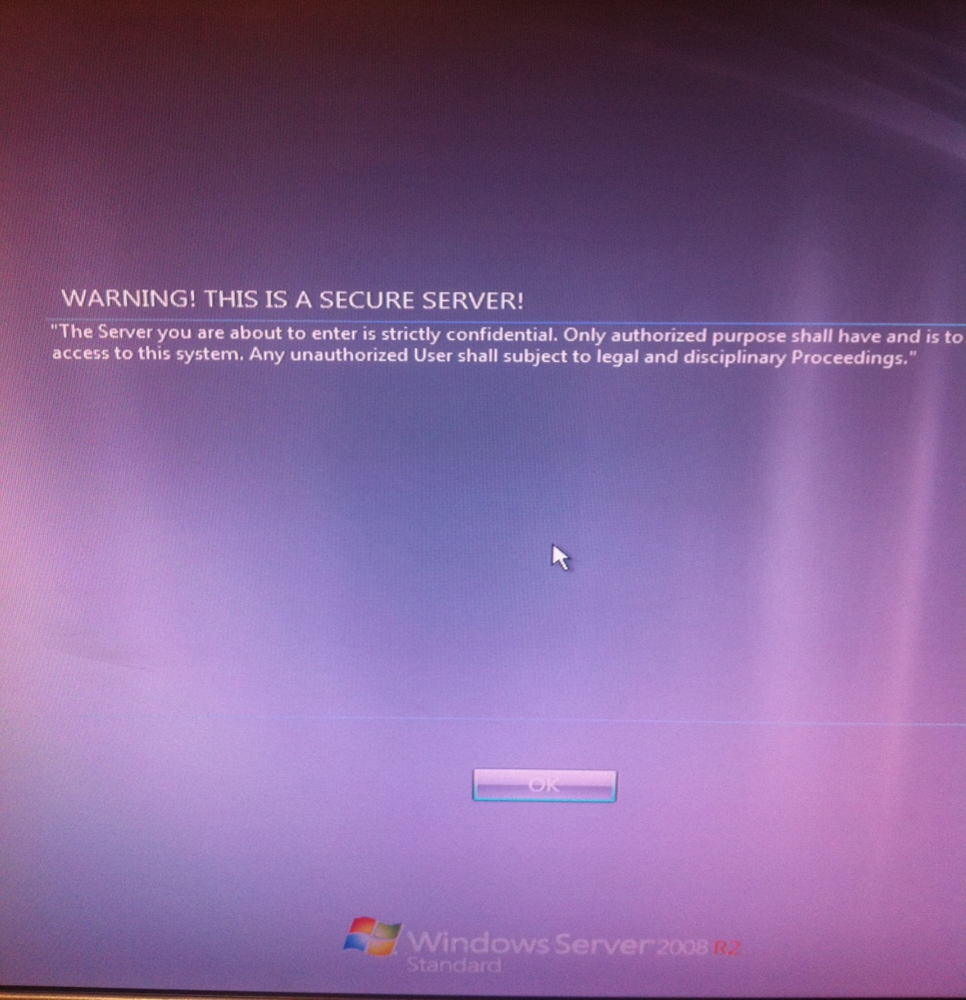 WARNING! THIS IS A SECURE SERVER!
"The Server you are about to enter is strictly confidential. Only authorized purpose shall have and is to
access to this system. Any unauthorized User shall subject to legal and disciplinary Proceedings."
OK
Windows Server 2008 R2
Standard